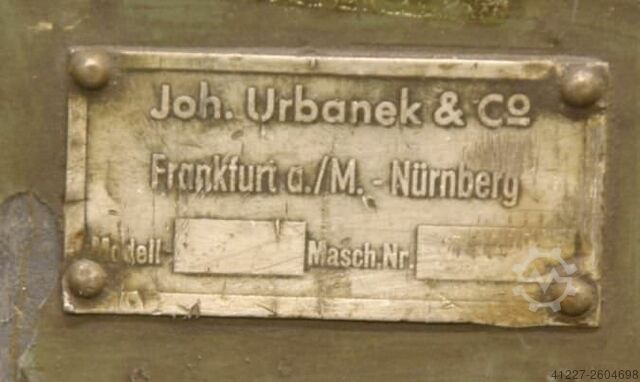 Joh. Urbanek & Co
Frankfurt a./M. - Nürnberg
Modell Masch.Nr.
41227-2604698